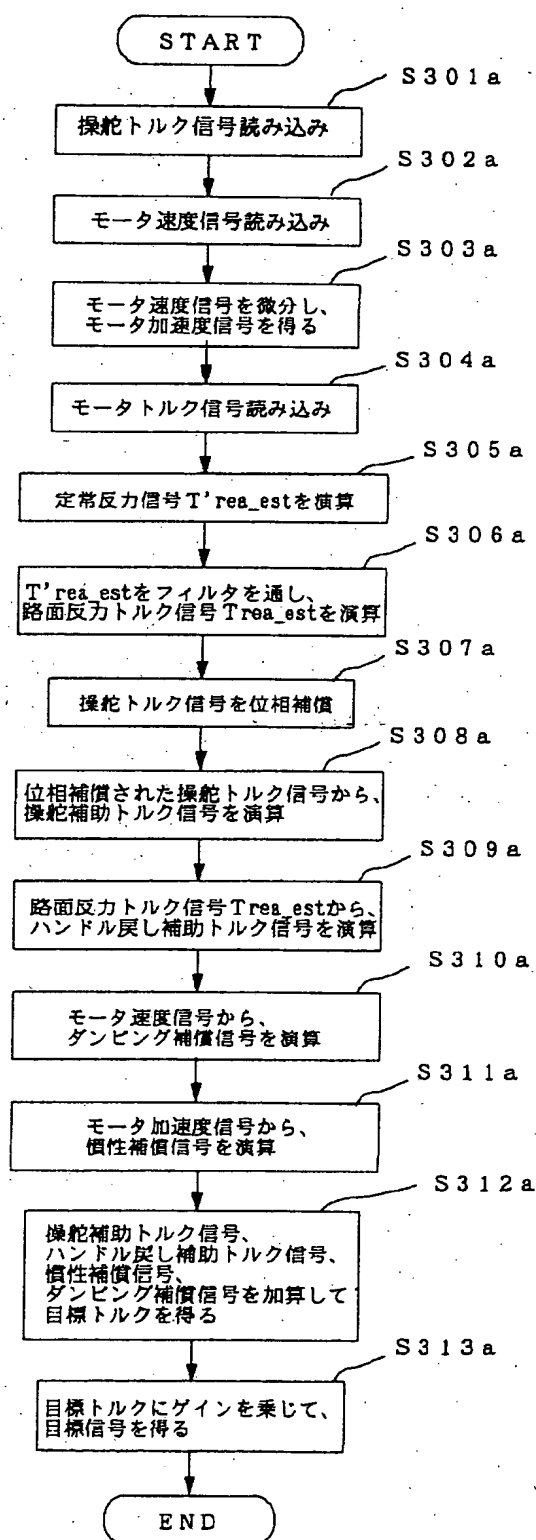 START
S301a
操舵トルク信号読み込み
S302a
モータ速度信号読み込み
S303a
モータ速度信号を微分し、
モータ加速度信号を得る
S304a
モータトルク信号読み込み
S305a
定常反力信号T'rea_estを演算
S306a
T'rea_estをフィルタを通し、
路面反力トルク信号Trea_estを演算
S307a
操舵トルク信号を位相補償
S308a
位相補償された操舵トルク信号から、
操舵補助トルク信号を演算
S309a
路面反力トルク信号Trea_estから、
ハンドル戻し補助トルク信号を演算
S310a
モータ速度信号から、
ダンピング補償信号を演算
S311a
モータ加速度信号から、
慣性補償信号を演算
S312a
操舵補助トルク信号、
ハンドル戻し補助トルク信号、
慣性補償信号、
ダンピング補償信号を加算して
目標トルクを得る
S313a
目標トルクにゲインを乗じて、
目標信号を得る
END